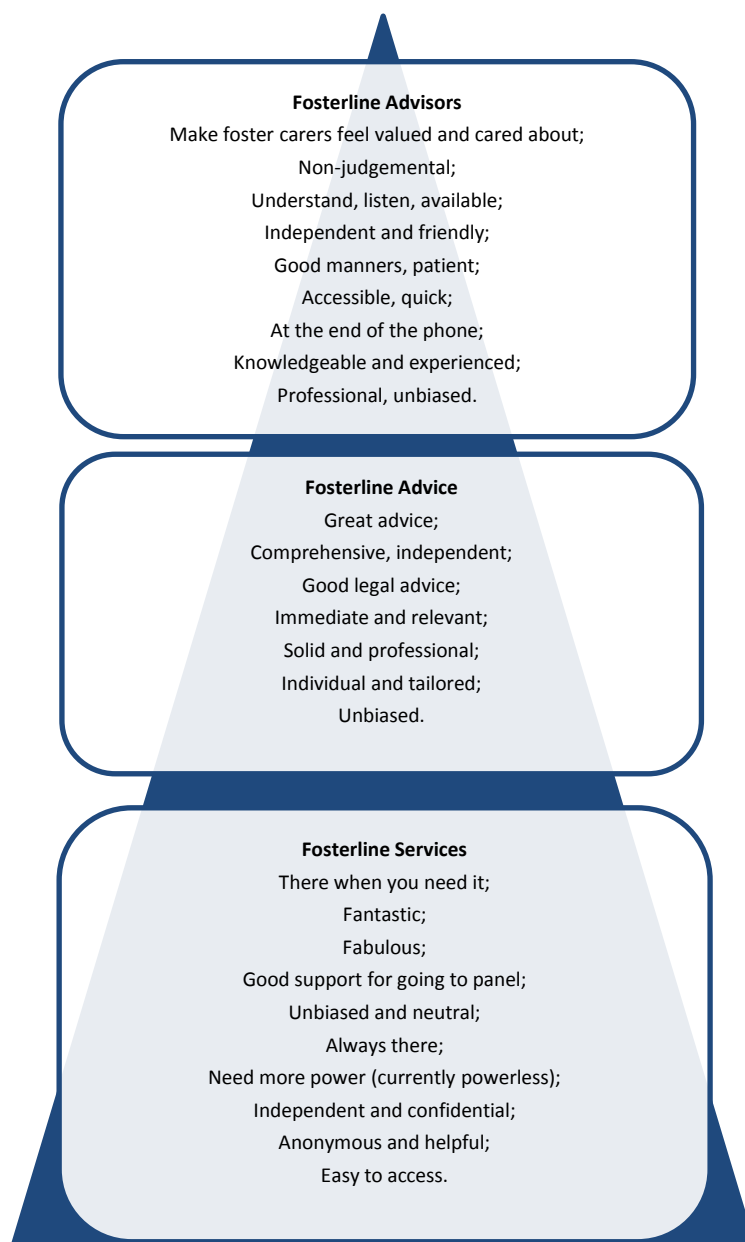 Fosterline Advisors
Make foster carers feel valued and cared about;
Non-judgemental;
Understand, listen, available;
Independent and friendly;
Good manners, patient;
Accessible, quick;
At the end of the phone;
Knowledgeable and experienced;
Professional, unbiased.
Fosterline Advice
Great advice;
Comprehensive, independent;
Good legal advice;
Immediate and relevant;
Solid and professional;
Individual and tailored;
Unbiased.
Fosterline Services
There when you need it;
Fantastic;
Fabulous;
Good support for going to panel;
Unbiased and neutral;
Always there;
Need more power (currently powerless);
Independent and confidential;
Anonymous and helpful;
Easy to access.